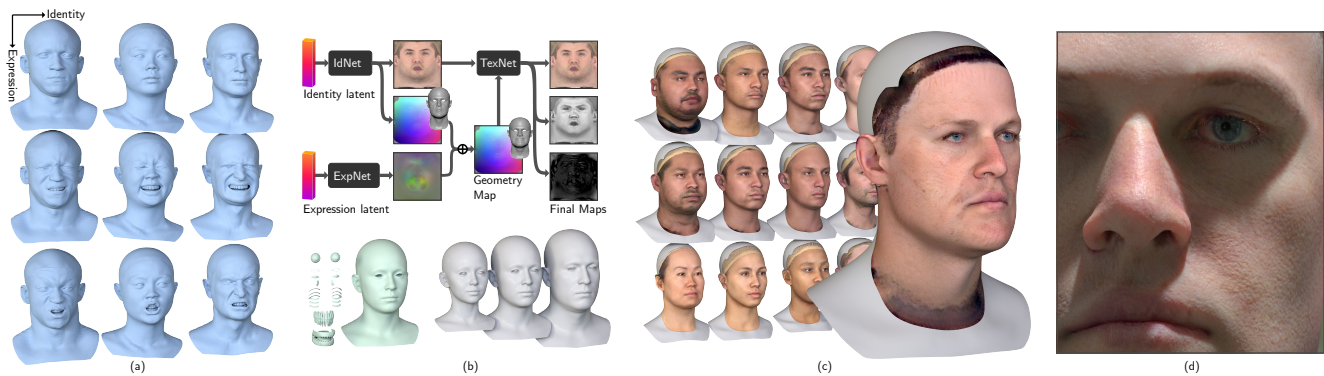 Identity
Expression
IdNet
TexNet
Identity latent
ExpNet
Geometry
Map
Expression latent
Final Maps
(a)
(b)
(c)
(d)